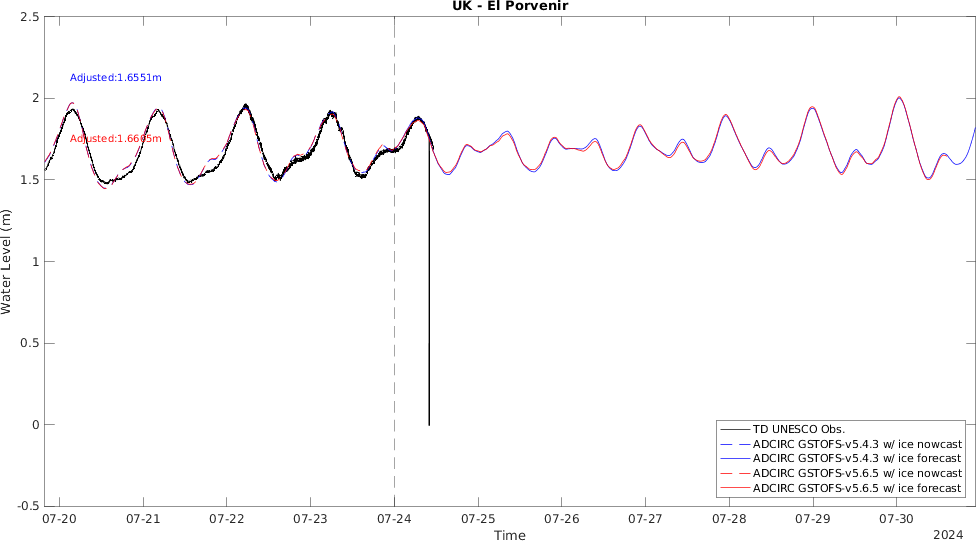 UK - El Porvenir
2.5
2
1.5
1
0.5
0
-0.5
Water Level (m)
Adjusted:1.6551m
Adjusted:1.6665m
TD UNESCO Obs.
ADCIRC GSTOFS-v5.4.3 w/ ice nowcast
ADCIRC GSTOFS-v5.4.3 w/ ice forecast
ADCIRC GSTOFS-v5.6.5 w/ ice nowcast
ADCIRC GSTOFS-v5.6.5 w/ ice forecast
07-20 07-21 07-22 07-23 07-24 07-25 07-26 07-27 07-28 07-29 07-30
Time
2024